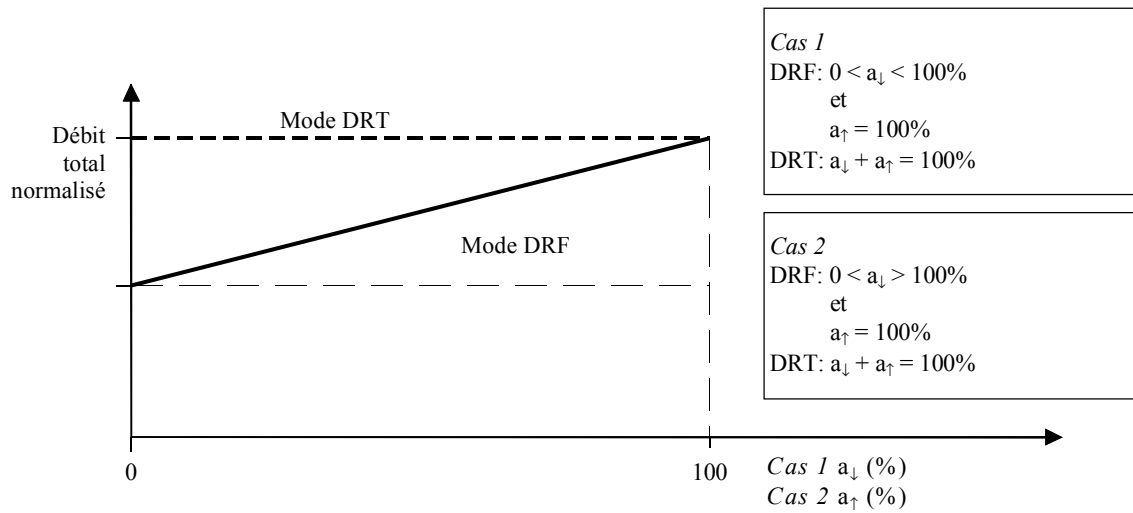 Cas 1
DRF: 0 < a↓ < 100%
et
a↑ = 100%
DRT: a↓ + a↑ = 100%
Mode DRT
Débit
total
normalisé
Mode DRF
Cas 2
DRF: 0 < a↓ > 100%
et
a↑ = 100%
DRT: a↓ + a↑ = 100%
0
100
Cas 1 a↓ (%)
Cas 2 a↑ (%)